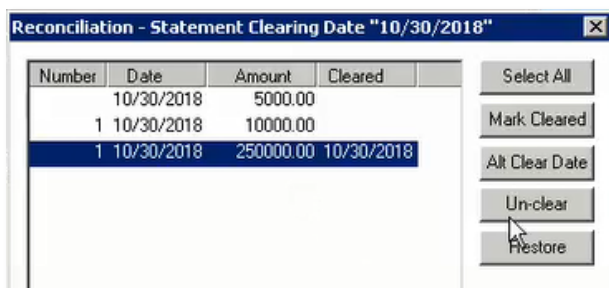 Reconciliation - Statement Clearing Date "10/30/2018"
Number Date Amount Cleared
10/30/2018 5000.00
1 10/30/2018 10000.00
1 10/30/2018 250000.00 10/30/2018
Select All
Mark Cleared
Alt Clear Date
Un-clear
Restore